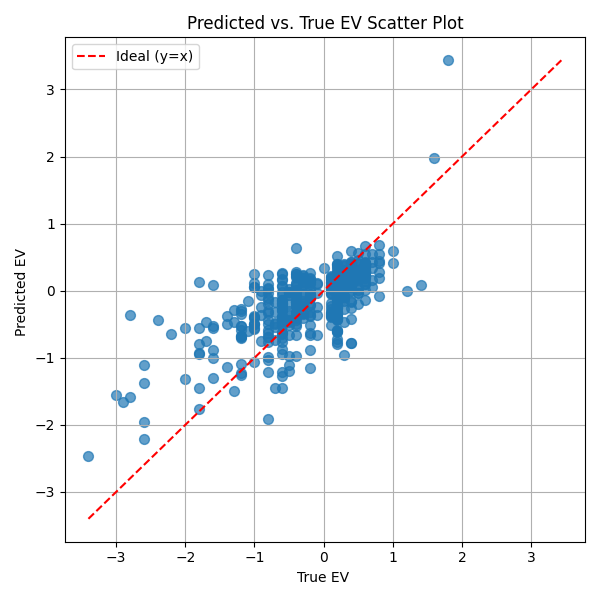 Predicted vs. True EV Scatter Plot
Ideal (y=x)
Predicted EV
3
2
1
0
−1
−2
−3
−3 −2 −1 0 1 2 3
True EV